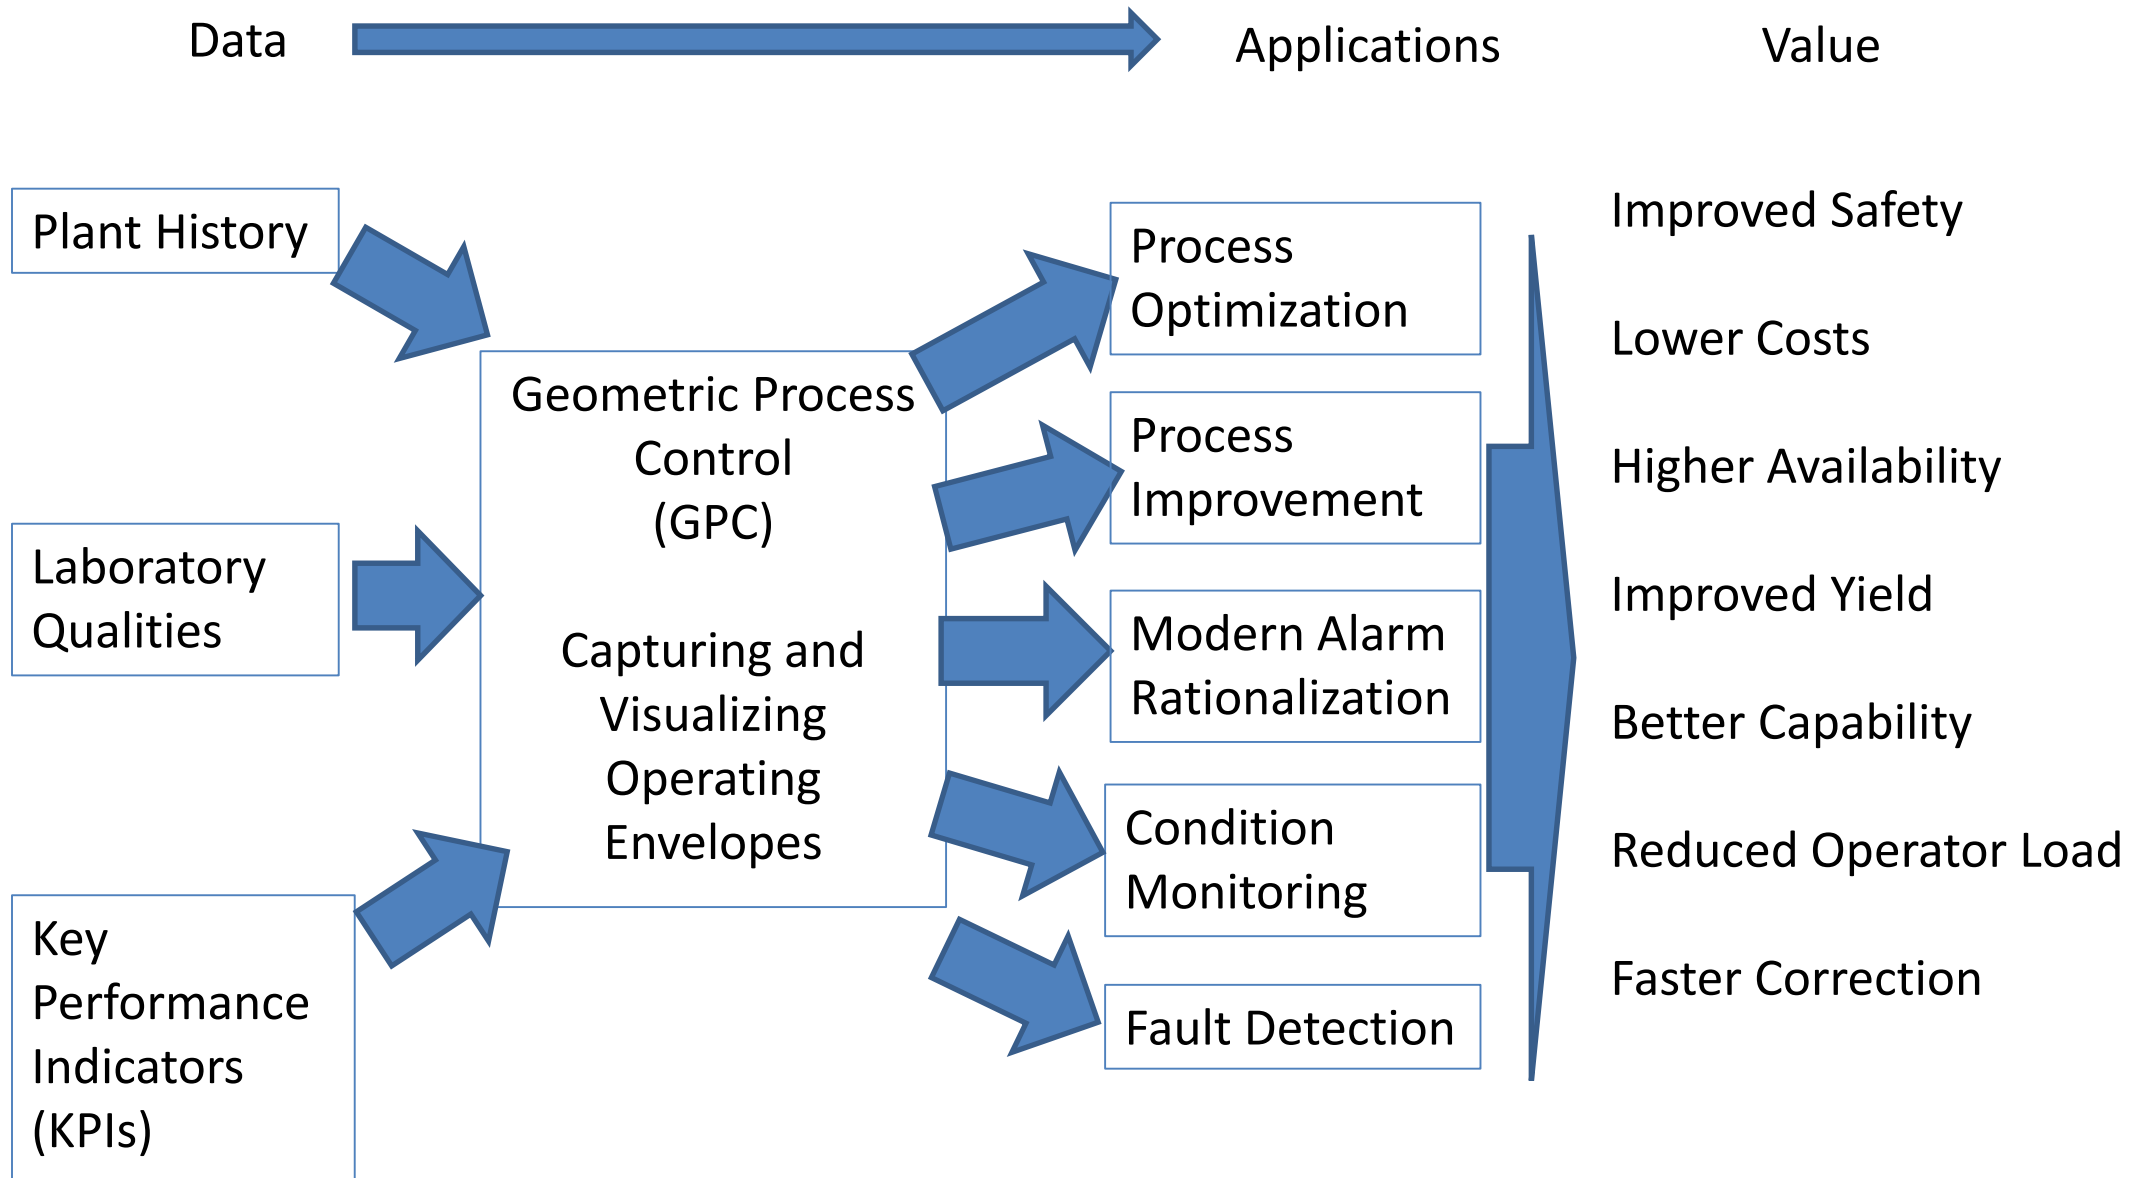 Data
Applications
Value
Plant History
Laboratory
Qualities
Key
Performance
Indicators
(KPIs)
Geometric Process
Control
(GPC)
Capturing and
Visualizing
Operating
Envelopes
Process
Optimization
Process
Improvement
Modern Alarm
Rationalization
Condition
Monitoring
Fault Detection
Improved Safety
Lower Costs
Higher Availability
Improved Yield
Better Capability
Reduced Operator Load
Faster Correction